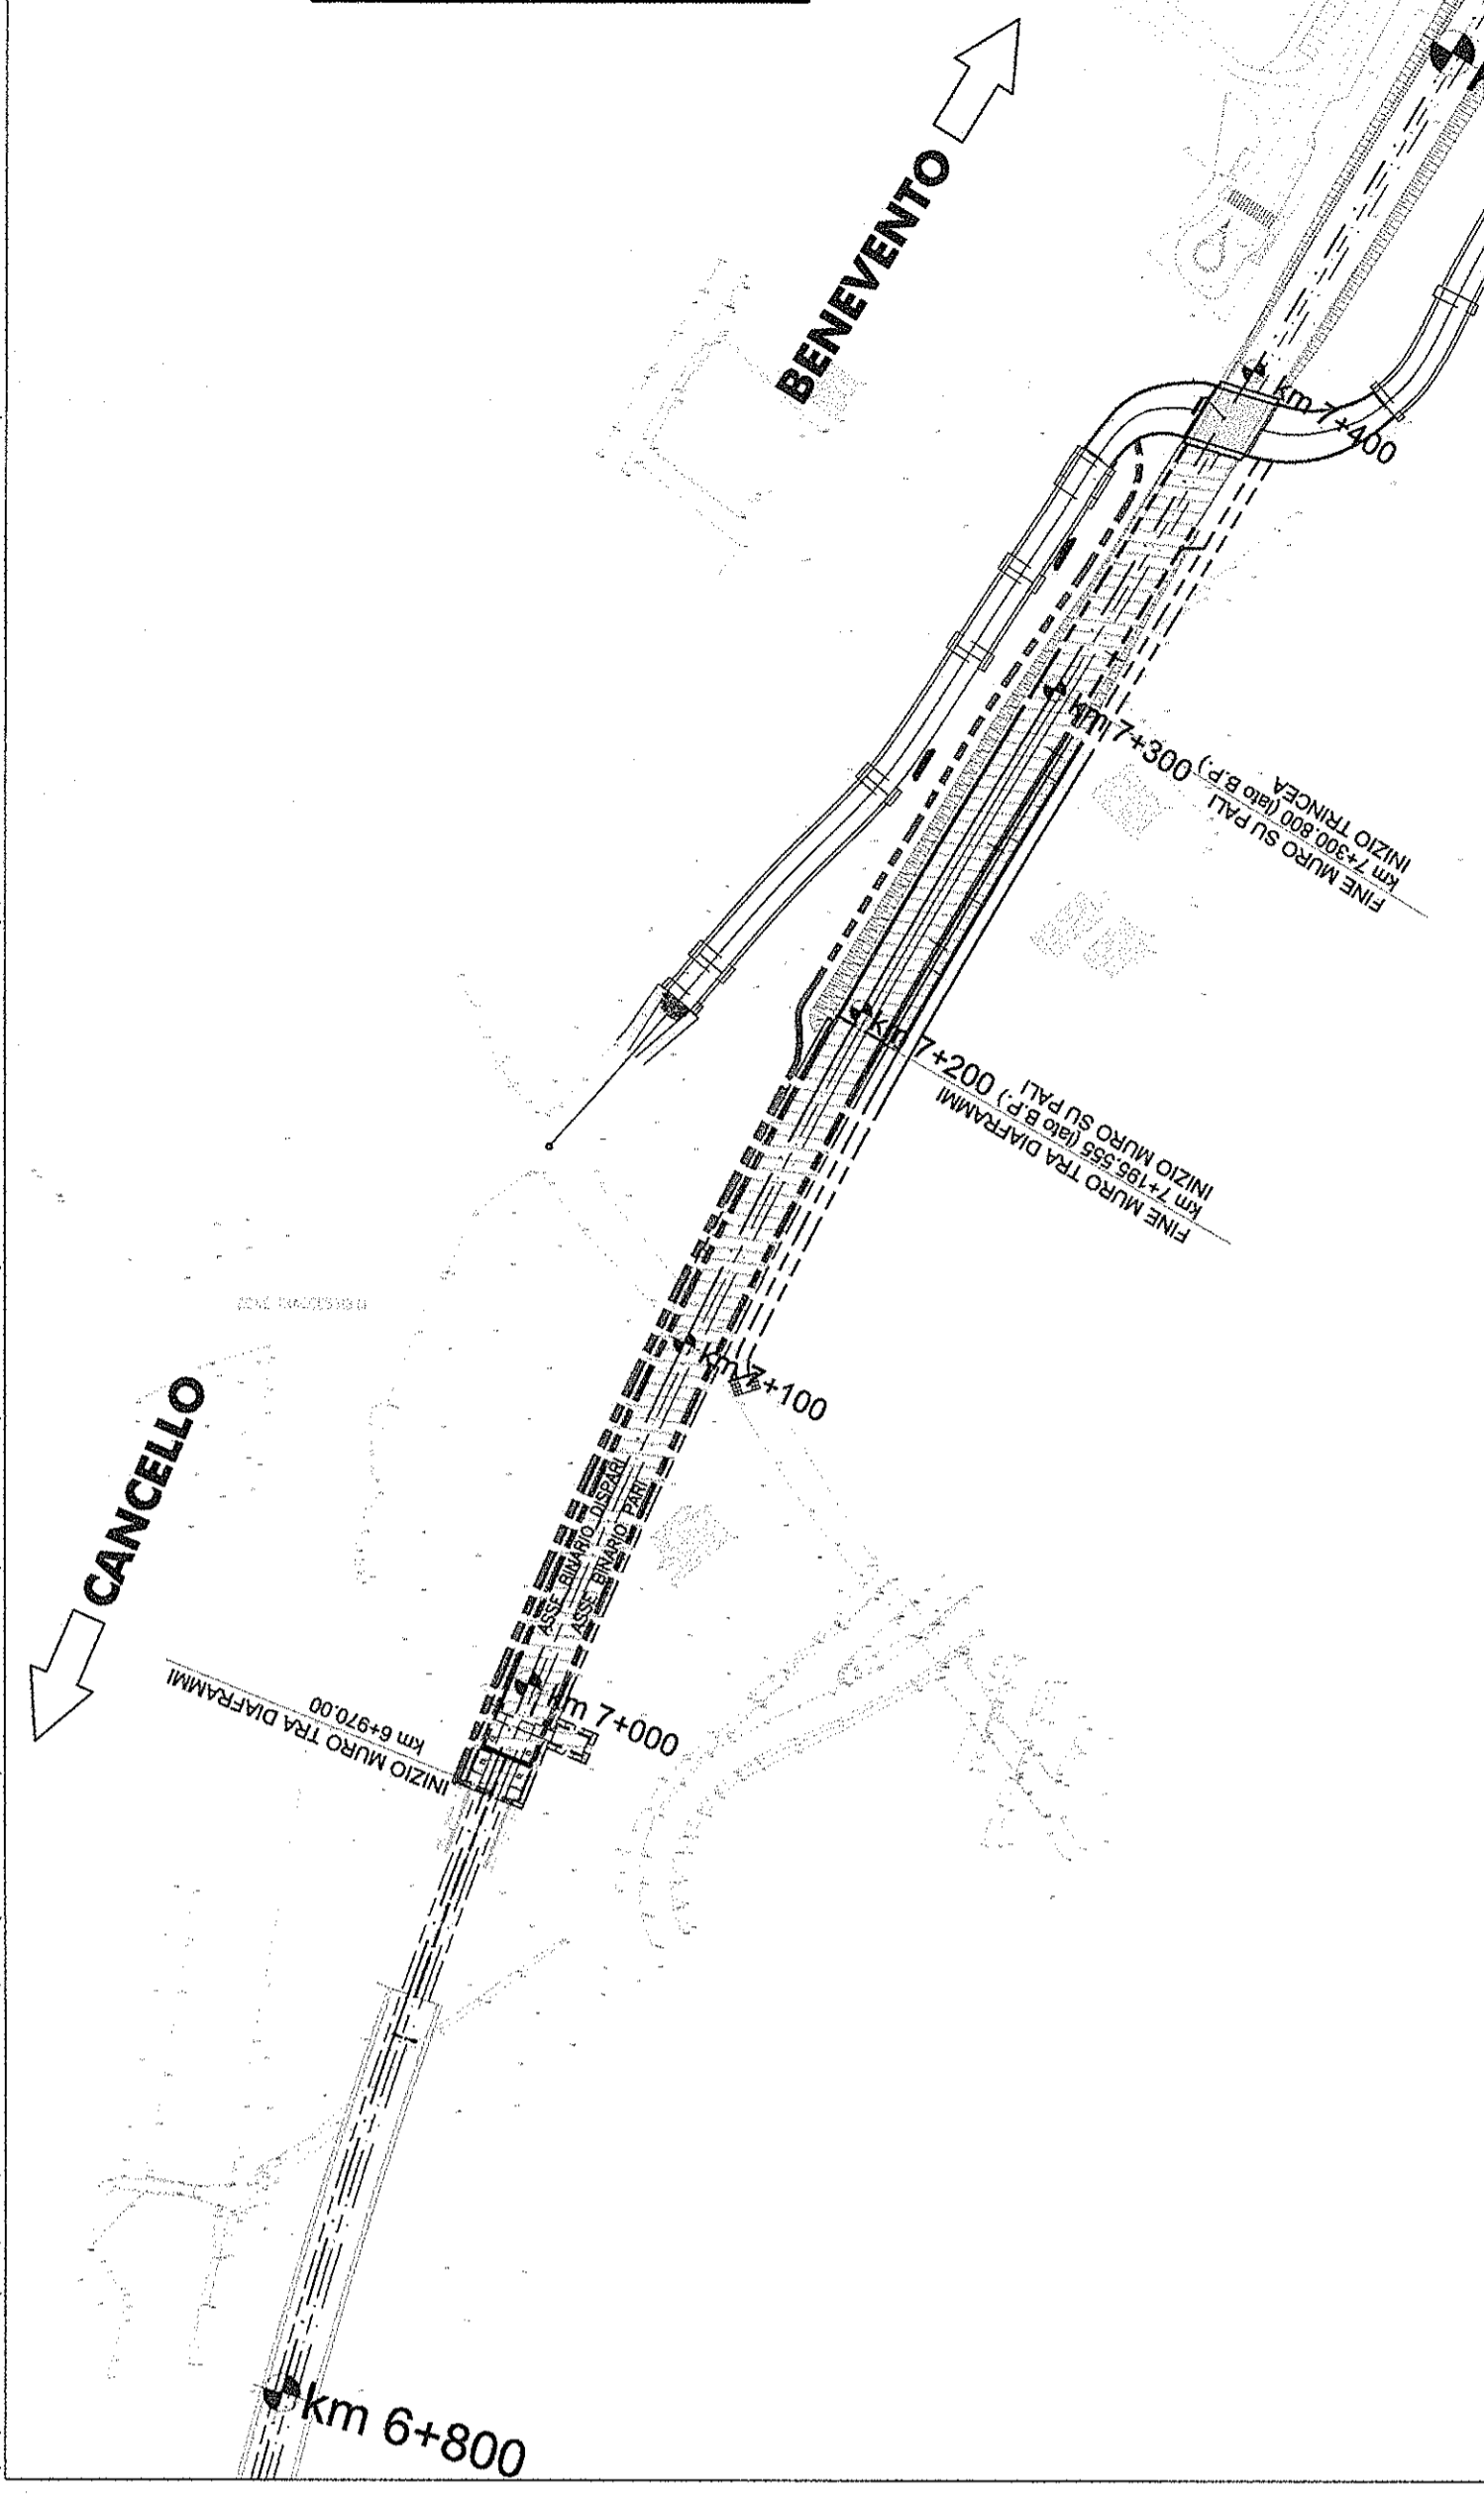 BENEVENTO
km 7+400
km 7+300
FINE MURO SU PALI
km 7+300.800 (lato B.P.)
INIZIO TRINCEA
km 7+200
FINE MURO TRA DIAFRAMMI
km 7+195.555 (lato B.P.)
INIZIO MURO SU PALI
km 7+100
CANCELLO
ASSE BINARIO DISPARI
ASSE BINARIO PARI
INIZIO MURO TRA DIAFRAMMI
km 6+970.00
km 7+000
km 6+800